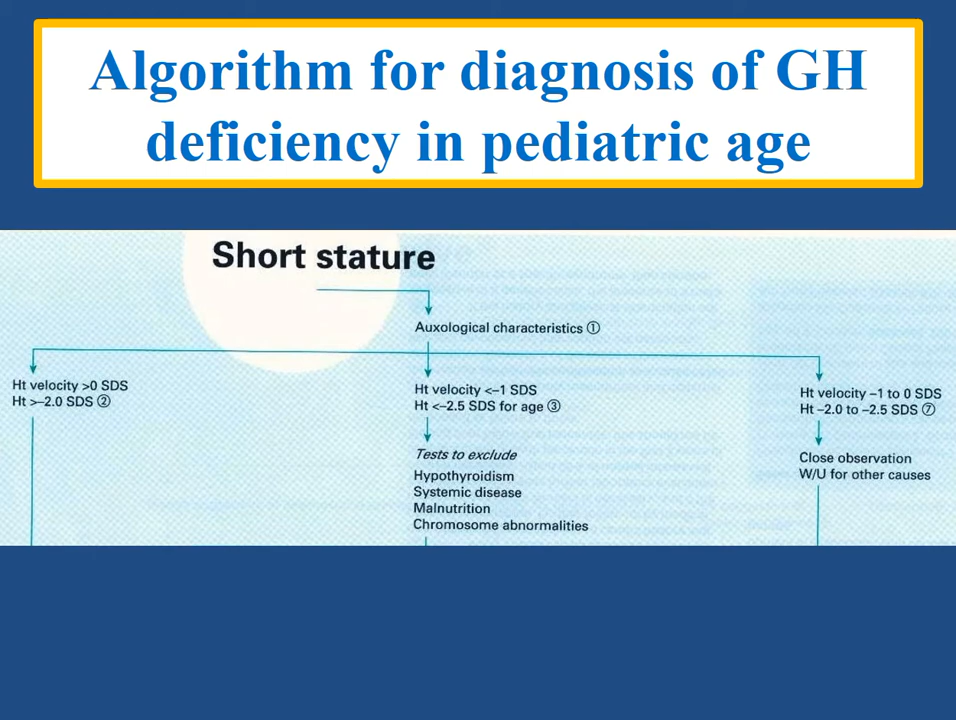 Algorithm for diagnosis of GH
deficiency in pediatric age
Short stature
Auxological characteristics ①
Ht velocity >0 SDS
Ht >–2.0 SDS ②
Ht velocity <–1 SDS
Ht <–2.5 SDS for age ③
Tests to exclude
Hypothyroidism
Systemic disease
Malnutrition
Chromosome abnormalities
Ht velocity –1 to 0 SDS
Ht –2.0 to –2.5 SDS ⑦
Close observation
W/U for other causes